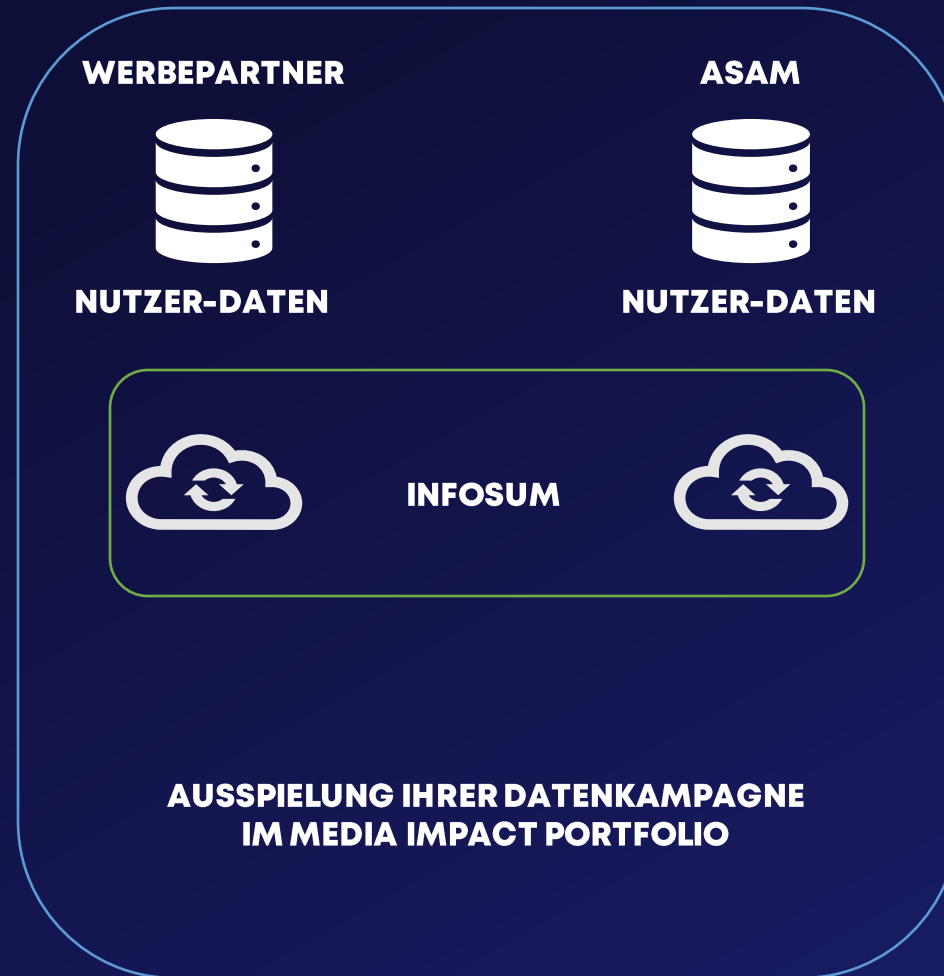 WERBEPARTNER
ASAM
NUTZER-DATEN
NUTZER-DATEN
INFOSUM
AUSSPIELUNG IHRER DATENKAMPAGNE
IM MEDIA IMPACT PORTFOLIO